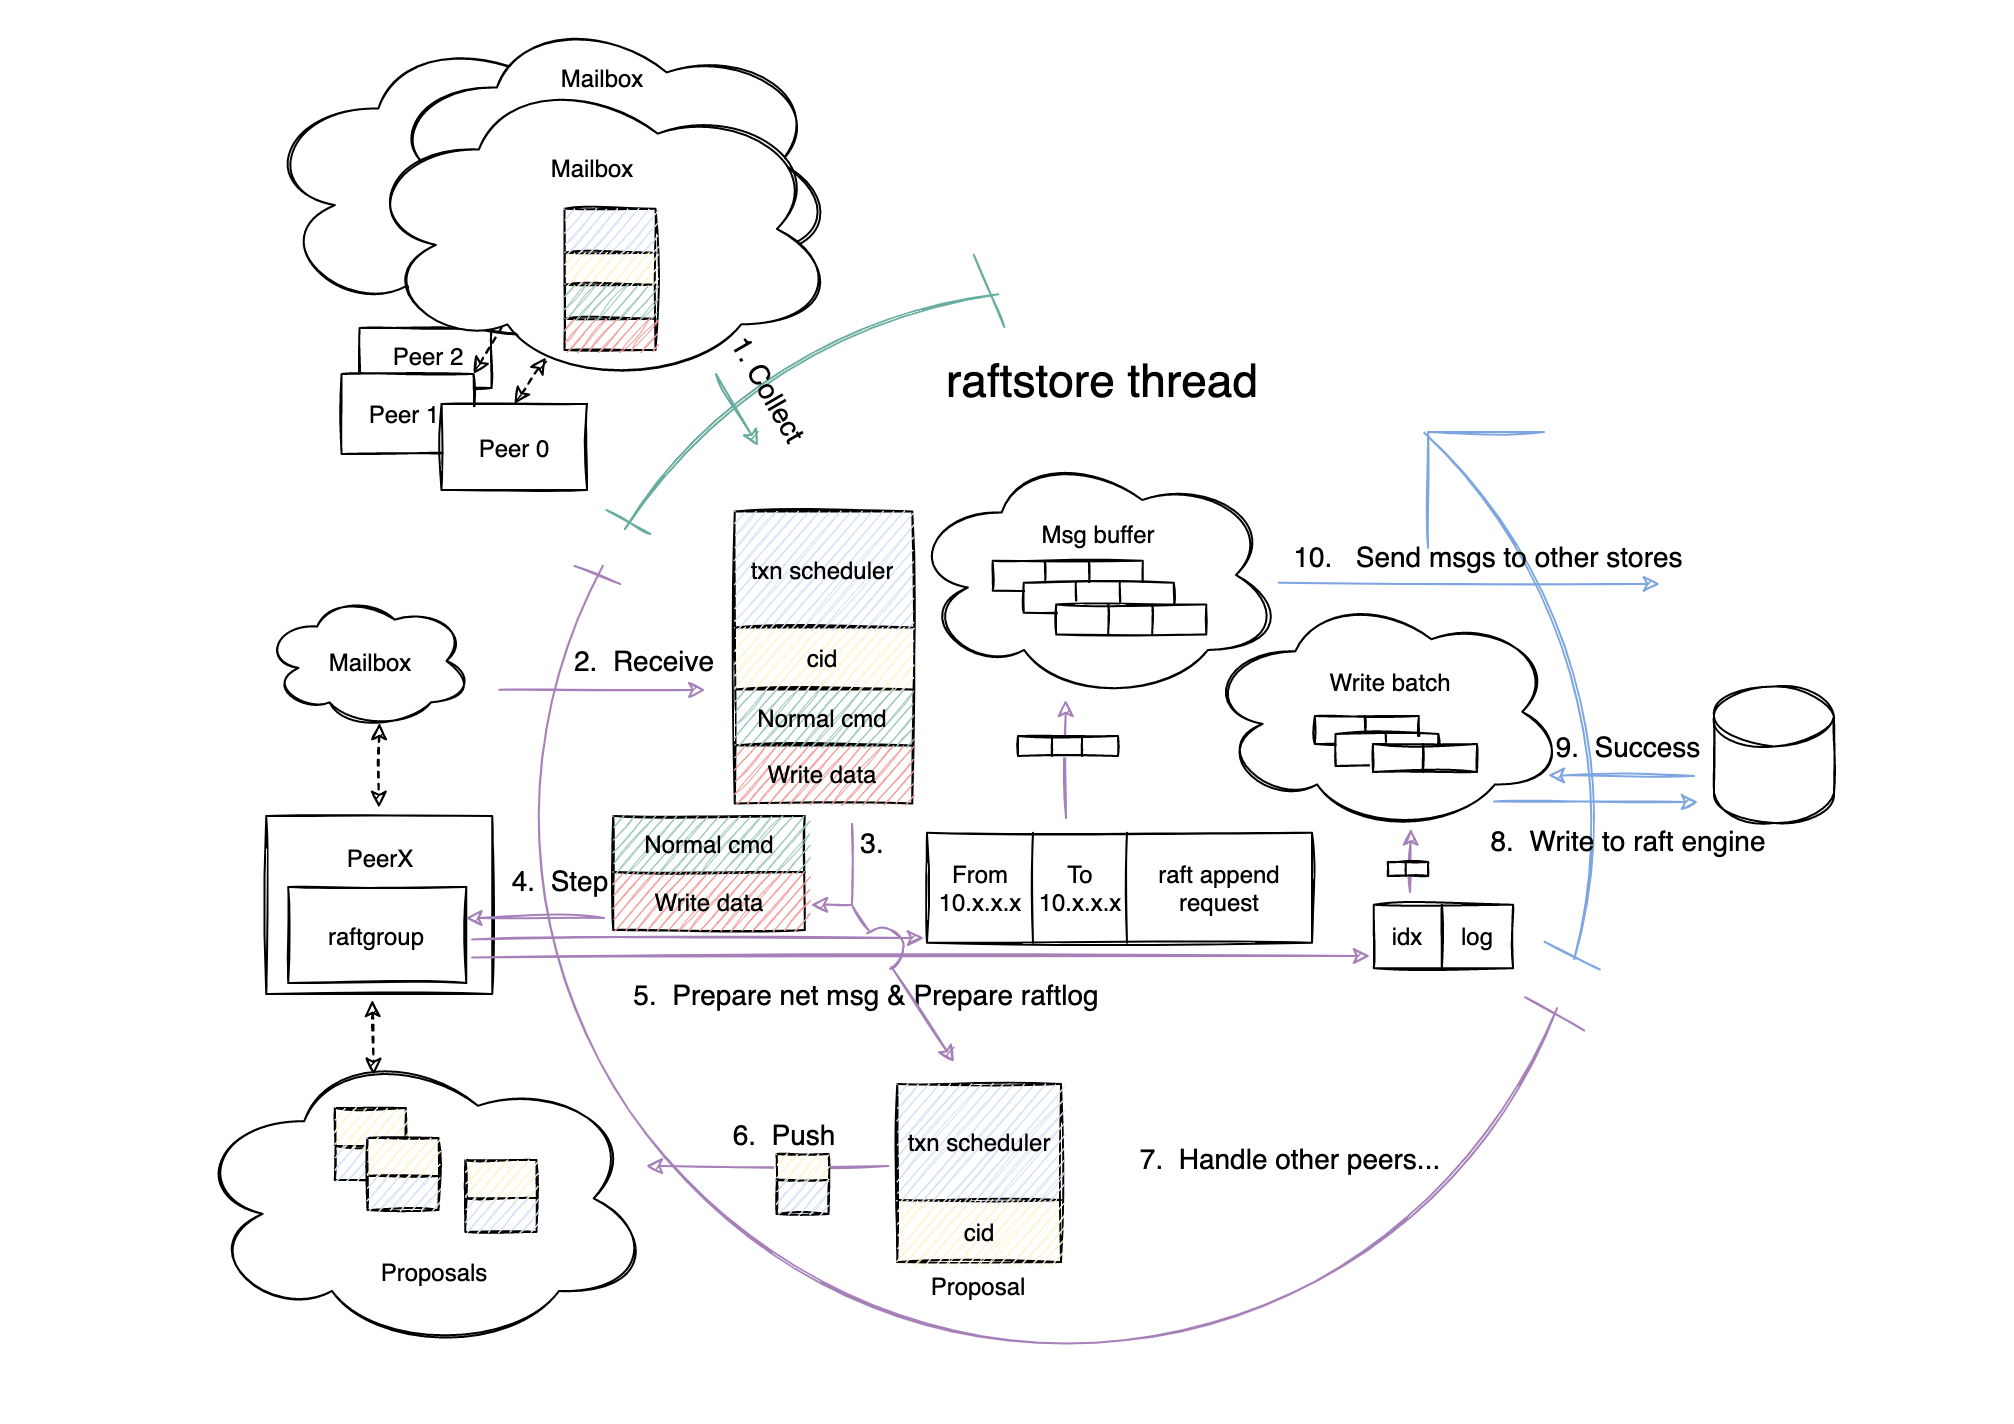 Mailbox
Mailbox
Peer 2
Peer 1
Peer 0
1. Collect
raftstore thread
Msg buffer
10. Send msgs to other stores
txn scheduler
cid
Normal cmd
Write data
2. Receive
Mailbox
Write batch
9. Success
8. Write to raft engine
3.
Normal cmd
Write data
4. Step
PeerX
raftgroup
From
10.x.x.x
To
10.x.x.x
raft append
request
idx
log
5. Prepare net msg & Prepare raftlog
6. Push
txn scheduler
cid
Proposal
7. Handle other peers...
Proposals